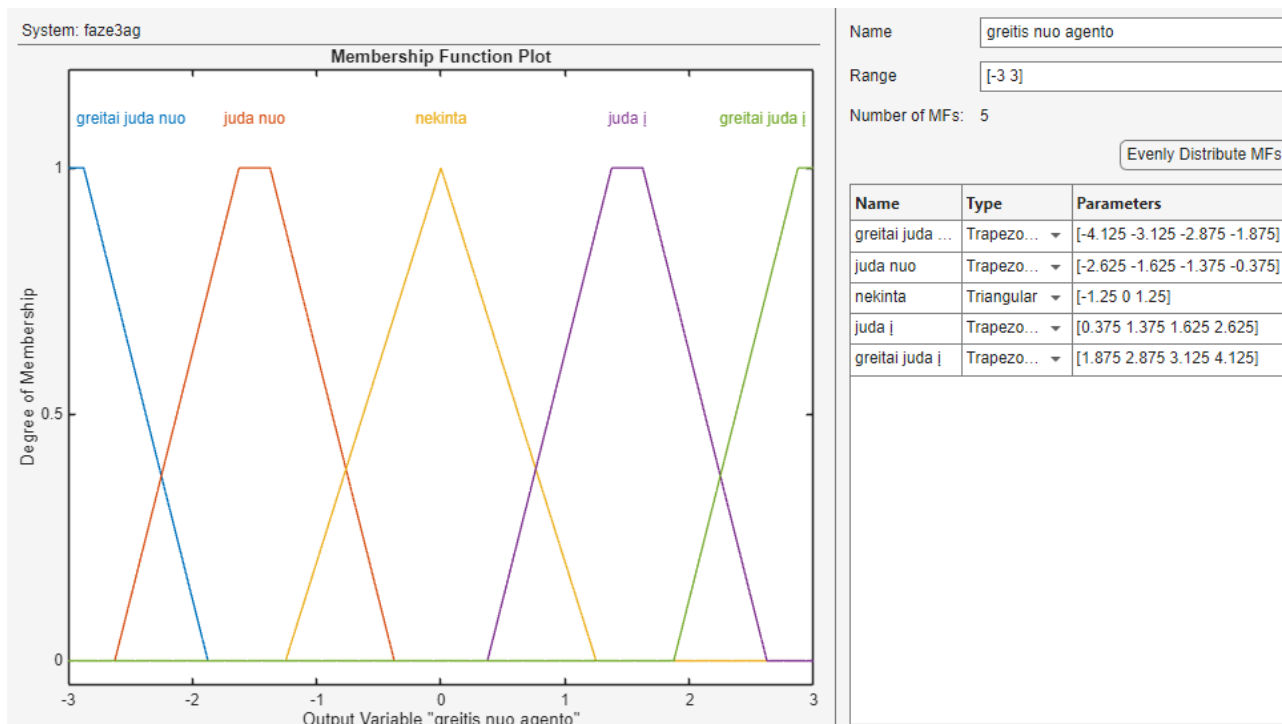 System: faze3ag
Membership Function Plot
greitai juda nuo juda nuo nekinta juda į greitai juda į
1
0.5
0
Degree of Membership
-3 -2 -1 0 1 2 3
Output Variable "greitis nuo agento"
Name greitis nuo agento
Range [-3 3]
Number of MFs: 5
Evenly Distribute MFs
Name Type Parameters
greitai juda ... Trapezo... [-4.125 -3.125 -2.875 -1.875]
juda nuo Trapezo... [-2.625 -1.625 -1.375 -0.375]
nekinta Triangular [-1.25 0 1.25]
juda į Trapezo... [0.375 1.375 1.625 2.625]
greitai juda į Trapezo... [1.875 2.875 3.125 4.125]